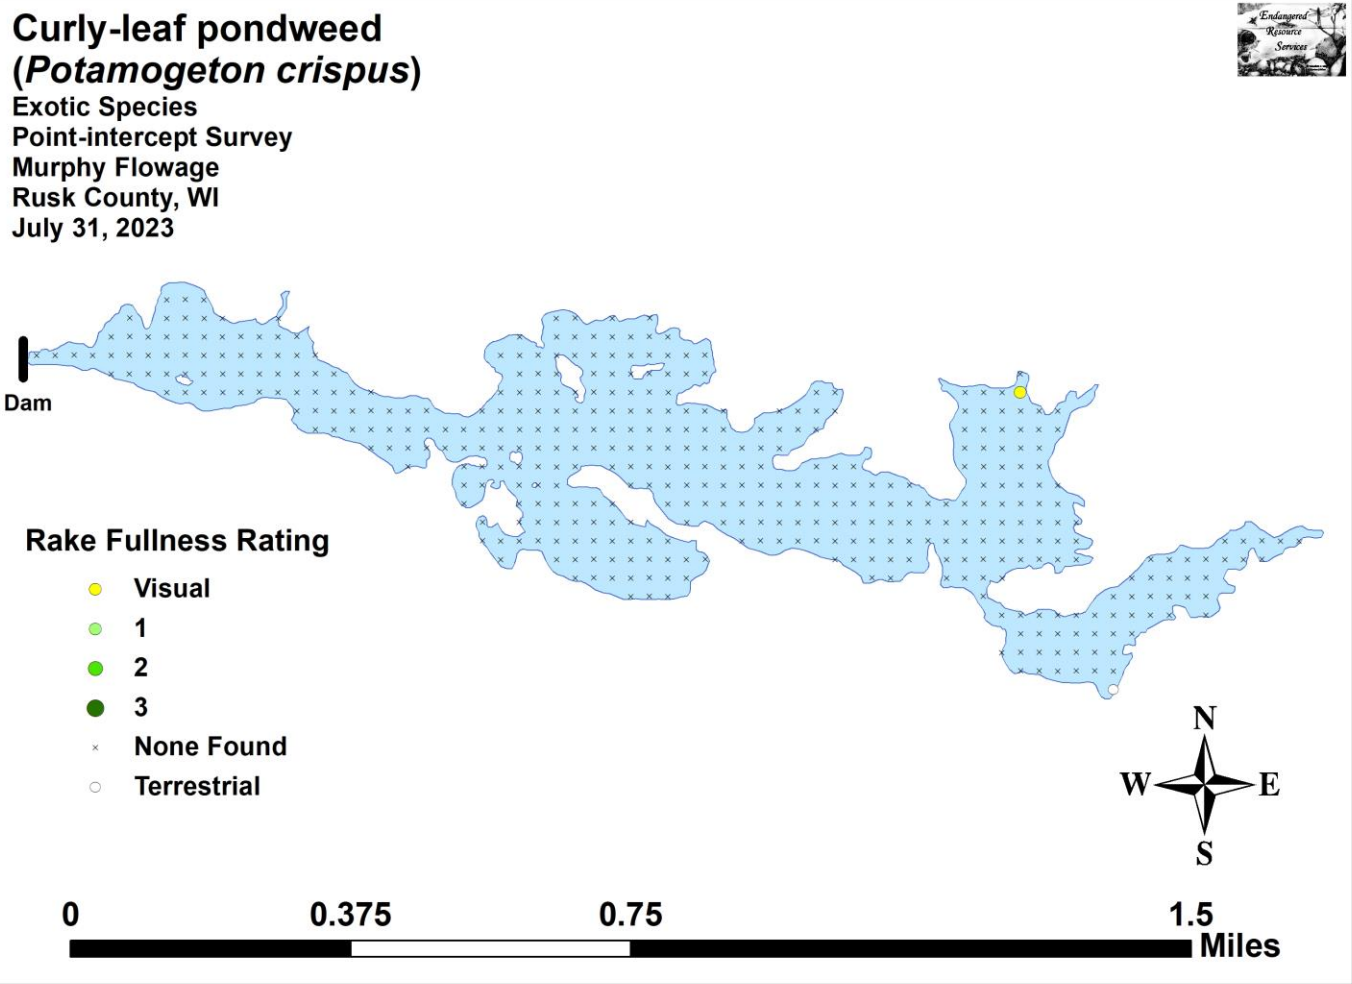 Curly-leaf pondweed
(Potamogeton crispus)
Exotic Species
Point-intercept Survey
Murphy Flowage
Rusk County, WI
July 31, 2023
Endangered
Resource
Services
Dam
Rake Fullness Rating
Visual
1
2
3
None Found
Terrestrial
N
W E
S
0 0.375 0.75 1.5
Miles